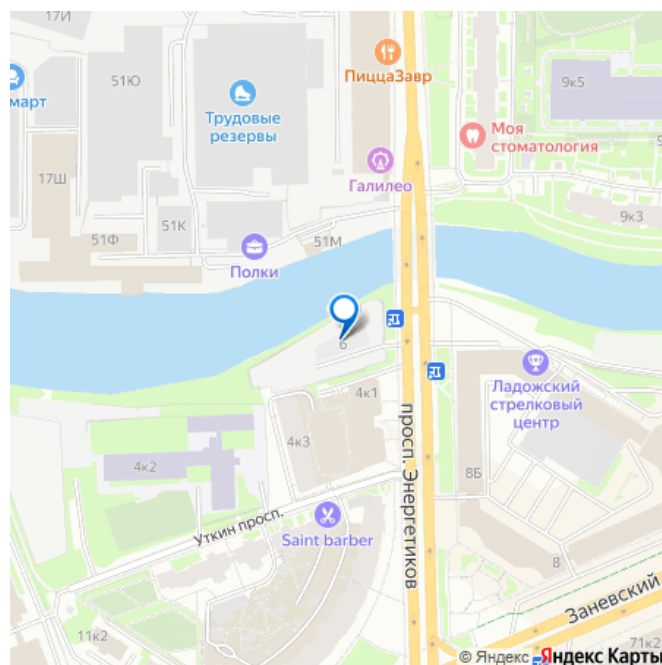 17И
51Ю
ПиццаЗавр
9к5
март
Трудовые
резервы
Моя
стоматология
17Ш
Галилео
51К
9к3
51Ф
51М
Полки
6
Ладожский
стрелковый
центр
4к1
4к3
просп. Энергетиков
4к2
8Б
Уткин просп.
Saint barber
8
Заневский
11к2
71к2
© Яндекс Яндекс Карты